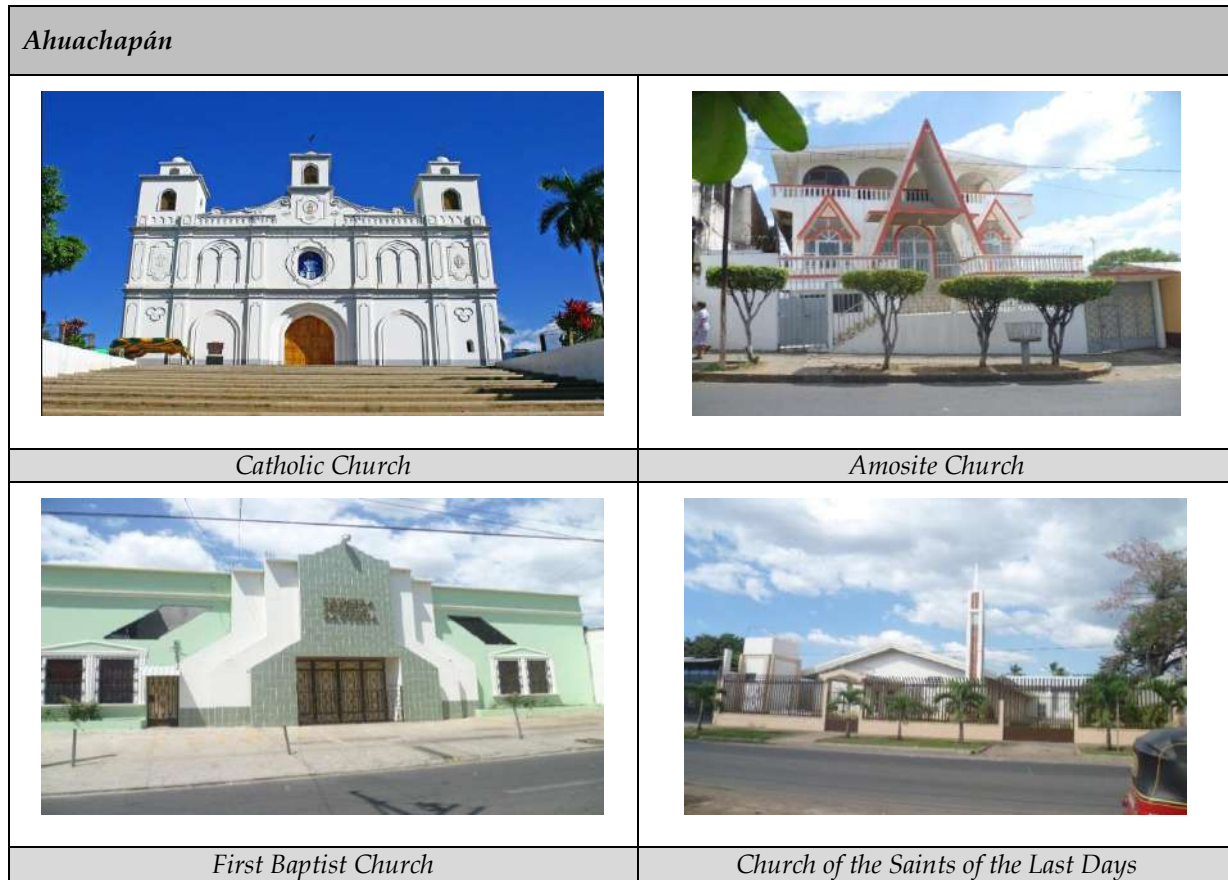 Ahuachapán
Catholic Church
Amosite Church
First Baptist Church
Church of the Saints of the Last Days